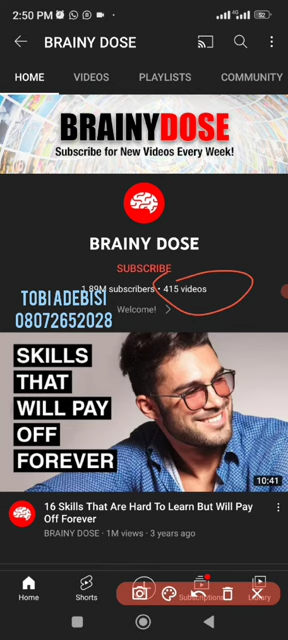 2:50 PM
4G
52
BRAINY DOSE
HOME VIDEOS PLAYLISTS COMMUNITY
BRAINYDOSE
Subscribe for New Videos Every Week!
BRAINY DOSE
SUBSCRIBE
1.89M subscribers • 415 videos
TOBI ADEBISI
Welcome!
08072652028
SKILLS
THAT
WILL PAY
OFF
FOREVER
10:41
16 Skills That Are Hard To Learn But Will Pay
Off Forever
BRAINY DOSE · 1M views · 3 years ago
Home Shorts Subscriptions Library